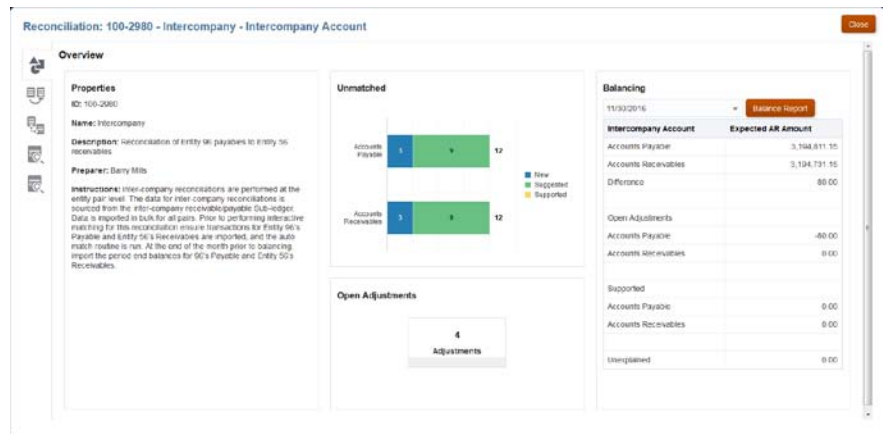 Reconciliation: 100-2980 - Intercompany - Intercompany Account
Close
Overview
Properties
ID: 100-2980
Name: Intercompany
Description: Reconciliation of Entity 96 payables to Entity 56
receivables
Preparer: Barry Mills
Instructions: Inter-company reconciliations are performed at the
entity pair level. The data for inter company reconciliations is
sourced from the inter-company receivable/payable Sub-ledger.
Data is imported in bulk for all pairs. Prior to performing interactive
matching for this reconciliation ensure transactions for Entity 96's
Payable and Entity 56's Receivables are imported, and the auto
match routine is run. At the end of the month prior to balancing
import the period end balances for 96's Payable and Entity 56's
Receivables.
Unmatched
Accounts
Payable
3
9
12
Accounts
Receivables
3
9
12
New
Suggested
Supported
Open Adjustments
4
Adjustments
Balancing
11/30/2016
Balance Report
Intercompany Account Expected AR Amount
Accounts Payable 3,194,811.15
Accounts Receivables 3,194,731.15
Difference 80.00
Open Adjustments
Accounts Payable -80.00
Accounts Receivables 0.00
Supported
Accounts Payable 0.00
Accounts Receivables 0.00
Unexplained 0.00